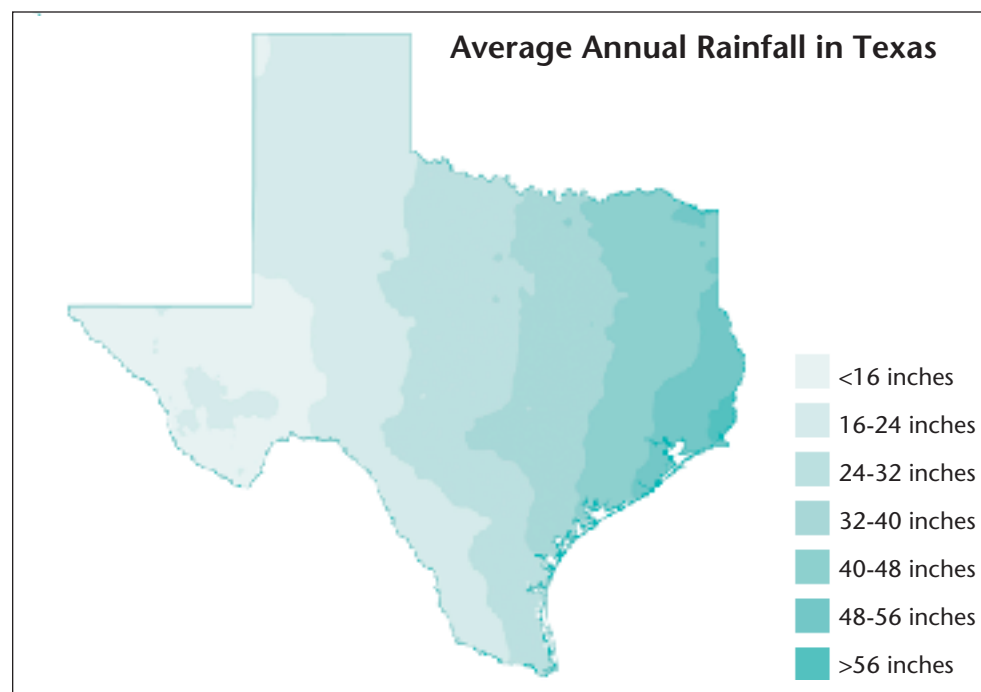 Average Annual Rainfall in Texas
<16 inches
16-24 inches
24-32 inches
32-40 inches
40-48 inches
48-56 inches
>56 inches